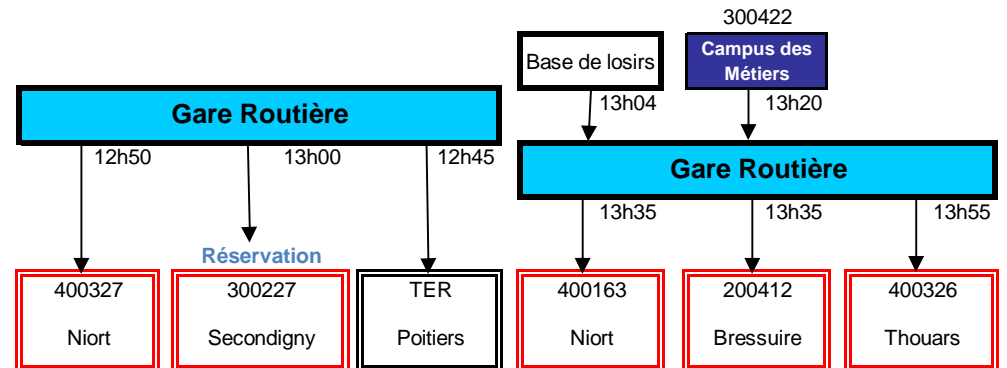 300422
Base de losirs
Campus des
Métiers
13h04
13h20
Gare Routière
12h50
13h00
12h45
Gare Routière
13h35
13h35
13h55
Réservation
400327
Niort
300227
Secondigny
TER
Poitiers
400163
Niort
200412
Bressuire
400326
Thouars